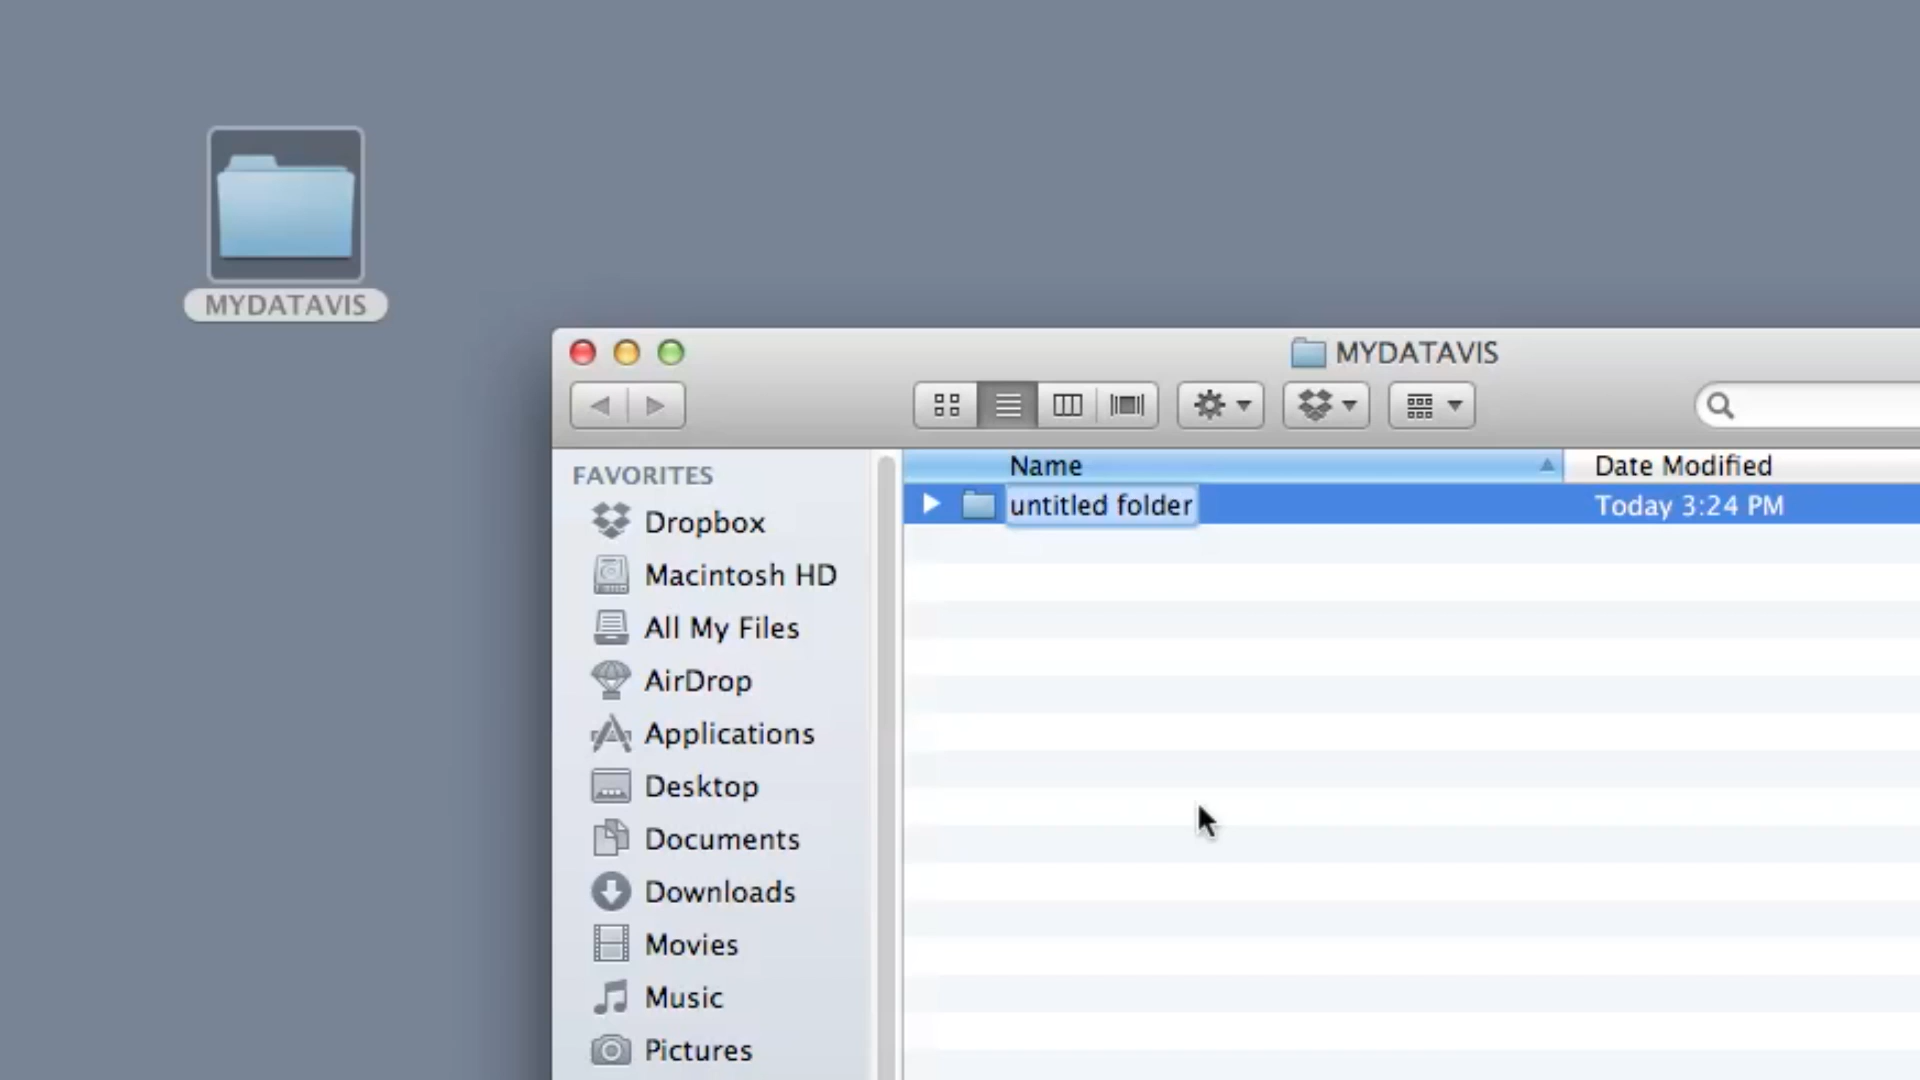 MYDATAVIS
MYDATAVIS
FAVORITES
Dropbox
Macintosh HD
All My Files
AirDrop
Applications
Desktop
Documents
Downloads
Movies
Music
Pictures
Name
Date Modified
untitled folder
Today 3:24 PM